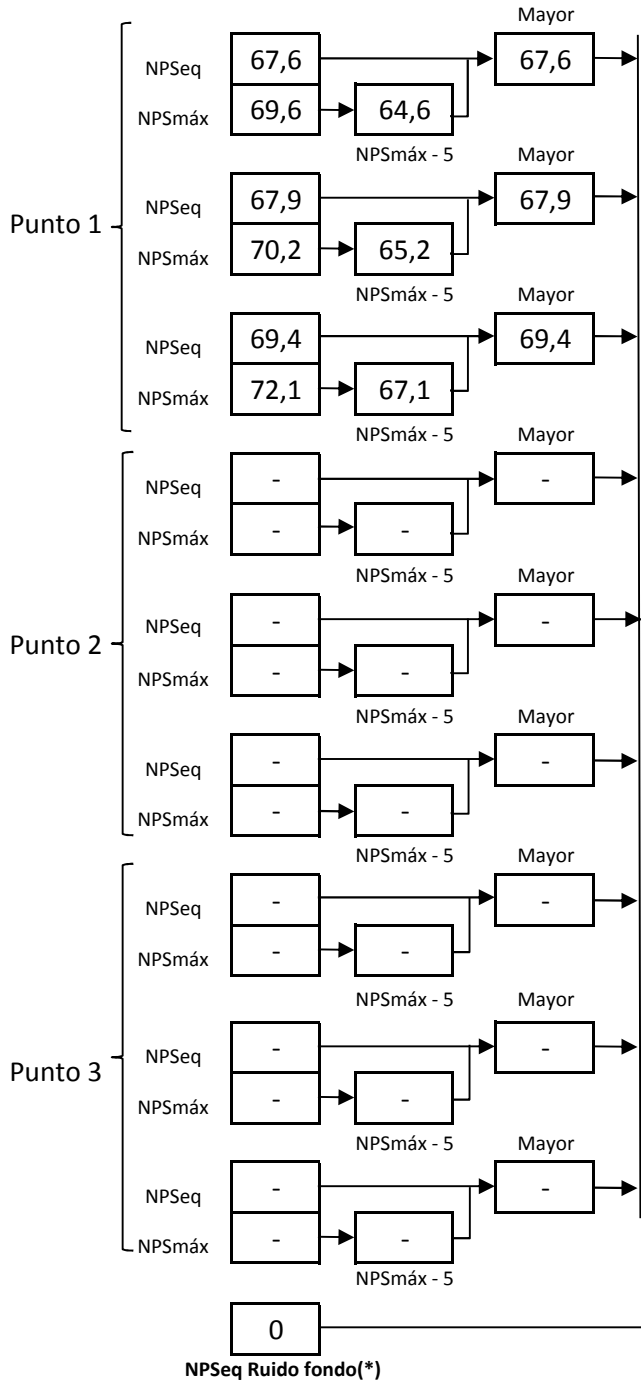 Mayor
NPSeq 67,6 67,6
NPSmáx 69,6 64,6
NPSmáx - 5 Mayor
Punto 1
NPSeq 67,9 67,9
NPSmáx 70,2 65,2
NPSmáx - 5 Mayor
NPSeq 69,4 69,4
NPSmáx 72,1 67,1
NPSmáx - 5 Mayor
NPSeq - -
NPSmáx - -
NPSmáx - 5 Mayor
Punto 2
NPSeq - -
NPSmáx - -
NPSmáx - 5 Mayor
NPSeq - -
NPSmáx - -
NPSmáx - 5 Mayor
NPSeq - -
NPSmáx - -
NPSmáx - 5 Mayor
Punto 3
NPSeq - -
NPSmáx - -
NPSmáx - 5 Mayor
NPSeq - -
NPSmáx - -
NPSmáx - 5
0
NPSeq Ruido fondo(*)